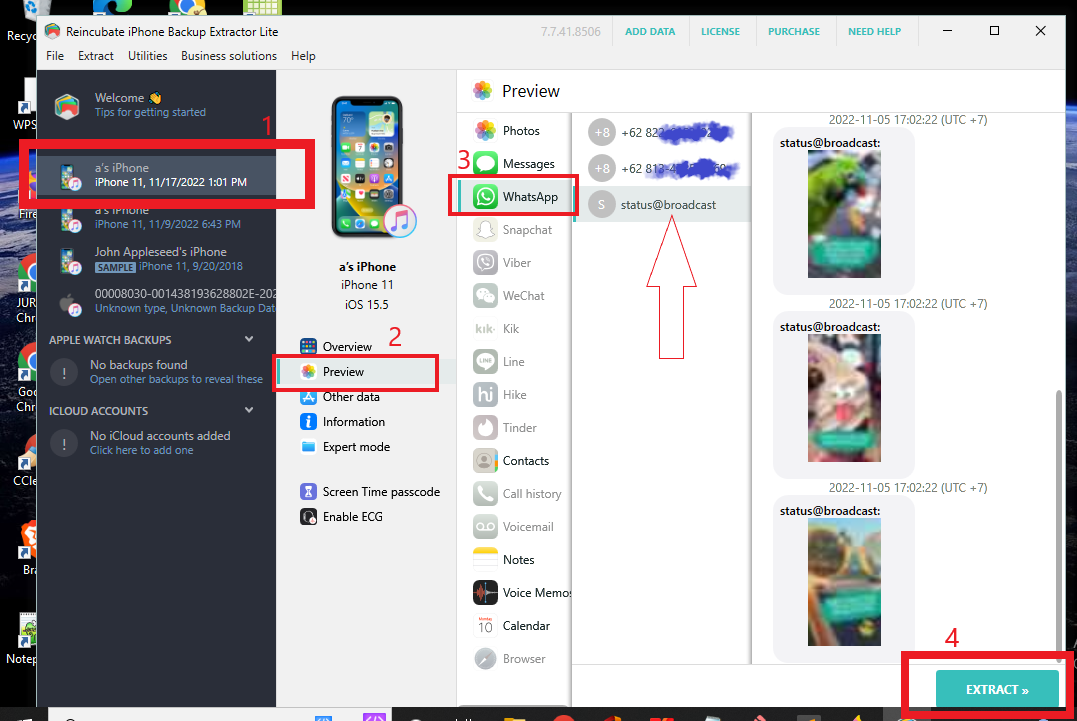 Reincubate iPhone Backup Extractor Lite
7.7.41.8506
ADD DATA
LICENSE
PURCHASE
NEED HELP
File Extract Utilities Business solutions Help
Welcome 👋
Tips for getting started
1
a's iPhone
iPhone 11, 11/17/2022 1:01 PM
a's iPhone
iPhone 11, 11/9/2022 6:43 PM
John Appleseed's iPhone
SAMPLE iPhone 11, 9/20/2018
00008030-001438193628802E-202
Unknown type, Unknown Backup Date
APPLE WATCH BACKUPS
No backups found
Open other backups to reveal these
ICLOUD ACCOUNTS
No iCloud accounts added
Click here to add one
a's iPhone
iPhone 11
iOS 15.5
2
Overview
Preview
Other data
Information
Expert mode
Screen Time passcode
Enable ECG
Preview
Photos
3
Messages
WhatsApp
Snapchat
Viber
WeChat
kik
Kik
LINE
Line
hi
Hike
Tinder
Contacts
Call history
Voicemail
Notes
Voice Memos
10
Calendar
Browser
+8
+62
+8
+62
S
status@broadcast
2022-11-05 17:02:22 (UTC +7)
status@broadcast:
2022-11-05 17:02:22 (UTC +7)
status@broadcast:
2022-11-05 17:02:22 (UTC +7)
status@broadcast:
4
EXTRACT »
Recyc
WPS
Fire
JUR
Chr
Goo
Chr
CCle
Bra
Notep